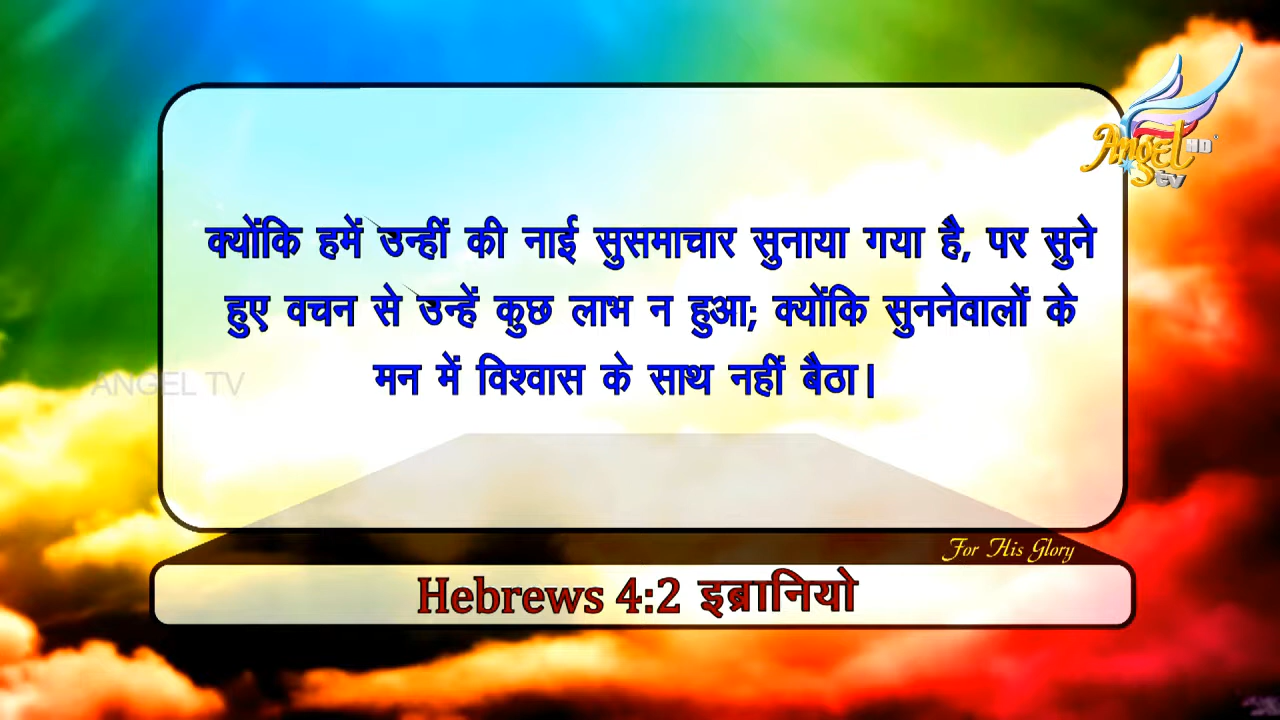 Angel HD
tv
क्योंकि हमें उन्हीं की नाई सुसमाचार सुनाया गया है, पर सुने
हुए वचन से उन्हें कुछ लाभ न हुआ; क्योंकि सुननेवालों के
मन में विश्वास के साथ नहीं बैठा।
ANGEL TV
For His Glory
Hebrews 4:2 इब्रानियो